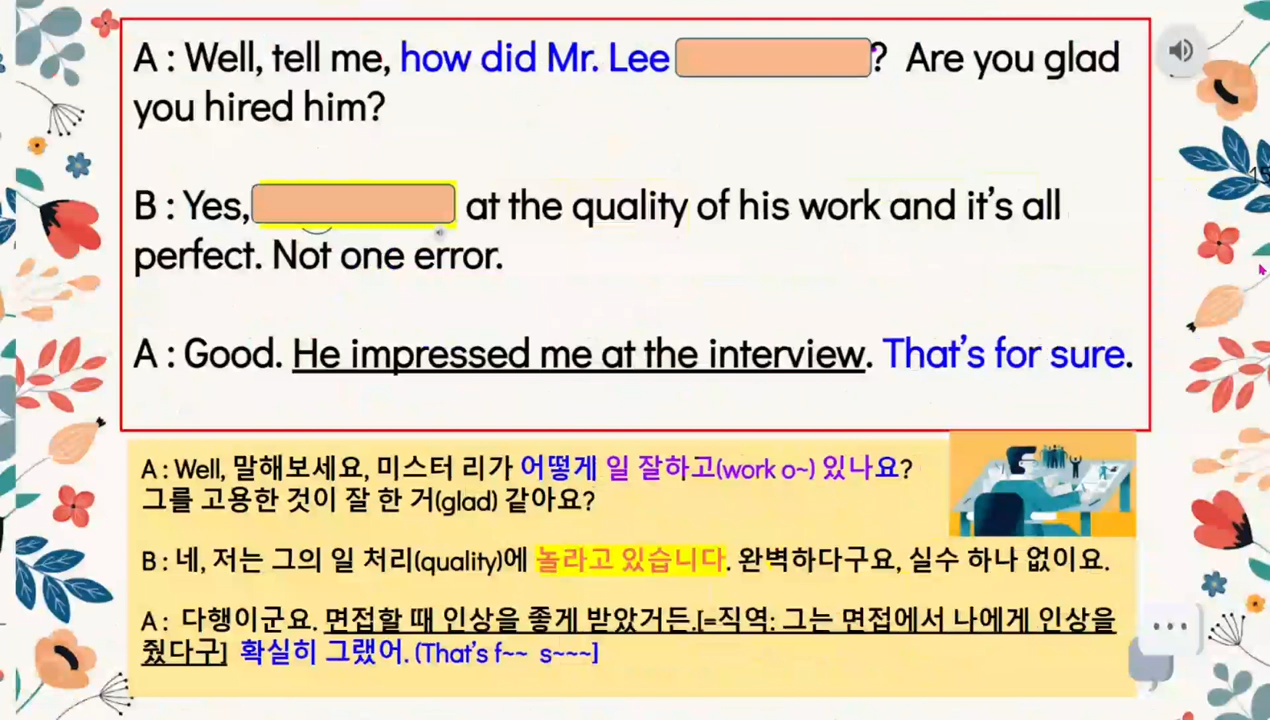 A : Well, tell me, how did Mr. Lee ? Are you glad
you hired him?
B : Yes, at the quality of his work and it's all
perfect. Not one error.
A : Good. He impressed me at the interview. That's for sure.
A : Well, 말해보세요, 미스터 리가 어떻게 일 잘하고(work o~) 있나요?
그를 고용한 것이 잘 한 거(glad) 같아요?
B : 네, 저는 그의 일 처리(quality)에 놀라고 있습니다. 완벽하다구요, 실수 하나 없이요.
A : 다행이군요. 면접할 때 인상을 좋게 받았거든.[=직역: 그는 면접에서 나에게 인상을
줬다구] 확실히 그랬어. (That's f~~ s~~~]